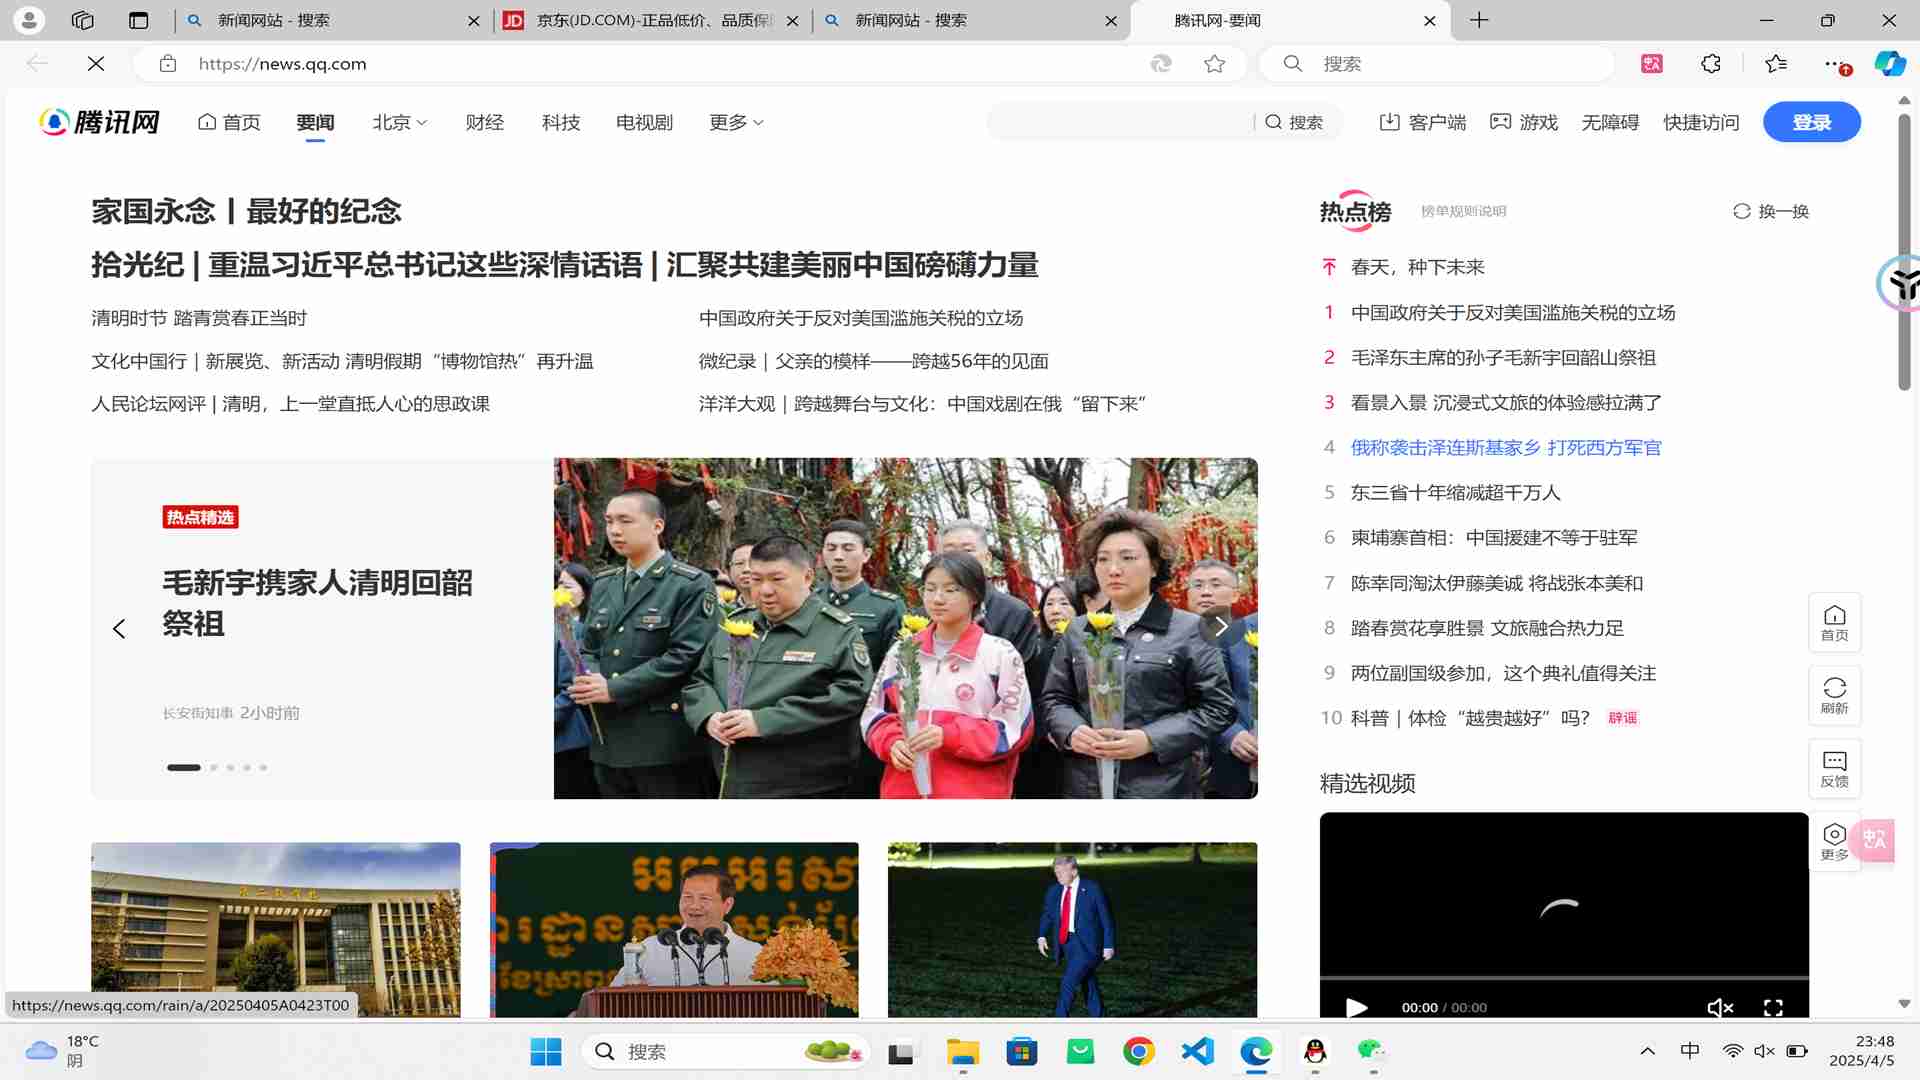 新闻网站 - 搜索
京东(JD.COM)-正品低价、品质保
新闻网站 - 搜索
腾讯网-要闻
https://news.qq.com
搜索
腾讯网
首页
要闻
北京
财经
科技
电视剧
更多
搜索
客户端
游戏
无障碍
快捷访问
登录
家国永念丨最好的纪念
拾光纪 | 重温习近平总书记这些深情话语 | 汇聚共建美丽中国磅礴力量
清明时节 踏青赏春正当时
中国政府关于反对美国滥施关税的立场
文化中国行 | 新展览、新活动 清明假期“博物馆热”再升温
微纪录｜父亲的模样——跨越56年的见面
人民论坛网评 | 清明，上一堂直抵人心的思政课
洋洋大观｜跨越舞台与文化：中国戏剧在俄“留下来”
热点精选
毛新宇携家人清明回韶
祭祖
长安街知事 2小时前
热点榜
榜单规则说明
换一换
春天，种下未来
1 中国政府关于反对美国滥施关税的立场
2 毛泽东主席的孙子毛新宇回韶山祭祖
3 看景入景 沉浸式文旅的体验感拉满了
4 俄称袭击泽连斯基家乡 打死西方军官
5 东三省十年缩减超千万人
6 柬埔寨首相：中国援建不等于驻军
7 陈幸同淘汰伊藤美诚 将战张本美和
8 踏春赏花享胜景 文旅融合热力足
9 两位副国级参加，这个典礼值得关注
10 科普｜体检“越贵越好”吗？ 辟谣
精选视频
00:00 / 00:00
首页
刷新
反馈
更多
https://news.qq.com/rain/a/20250405A0423T00
18°C
阴
搜索
中
23:48
2025/4/5